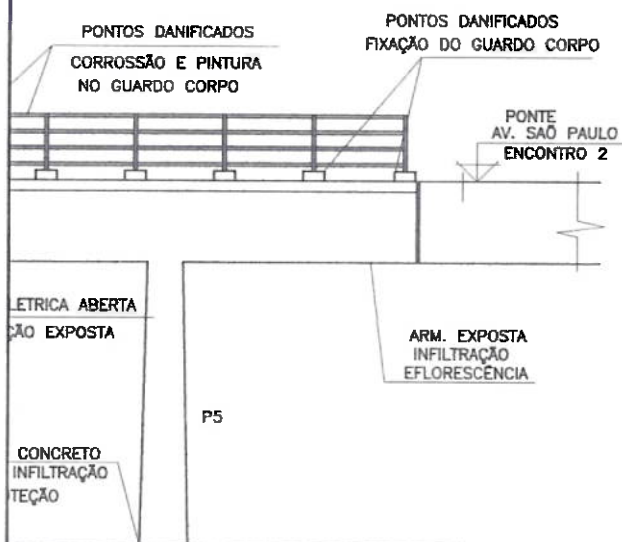 PONTOS DANIFICADOS
CORROSSÃO E PINTURA
NO GUARDO CORPO
PONTOS DANIFICADOS
FIXAÇÃO DO GUARDO CORPO
PONTE
AV. SAÕ PAULO
ENCONTRO 2
LETRICA ABERTA
ÇÃO EXPOSTA
ARM. EXPOSTA
INFILTRAÇÃO
EFLORESCÊNCIA
P5
CONCRETO
INFILTRAÇÃO
TEÇÃO